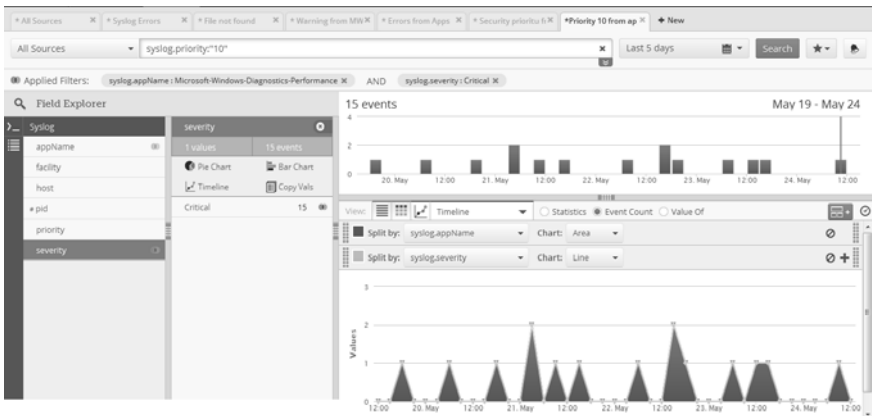 * All Sources × * Syslog Errors × * File not found × * Warning from MW × * Errors from Apps × * Security priority fi × *Priority 10 from ap × + New
All Sources syslog.priority:"10" × Last 5 days Search
Applied Filters: syslog.appName : Microsoft-Windows-Diagnostics-Performance × AND syslog.severity : Critical ×
Field Explorer
Syslog
appName
facility
host
# pid
priority
severity
severity
1 values 15 events
Pie Chart Bar Chart
Timeline Copy Vals
Critical 15
15 events May 19 - May 24
4
2
0
20. May 12:00 21. May 12:00 22. May 12:00 23. May 12:00 24. May 12:00
View: Timeline Statistics Event Count Value Of
Split by: syslog.appName Chart: Area
Split by: syslog.severity Chart: Line
Values
3
2
1
0
12:00 20. May 12:00 21. May 12:00 22. May 12:00 23. May 12:00 24. May 12:00